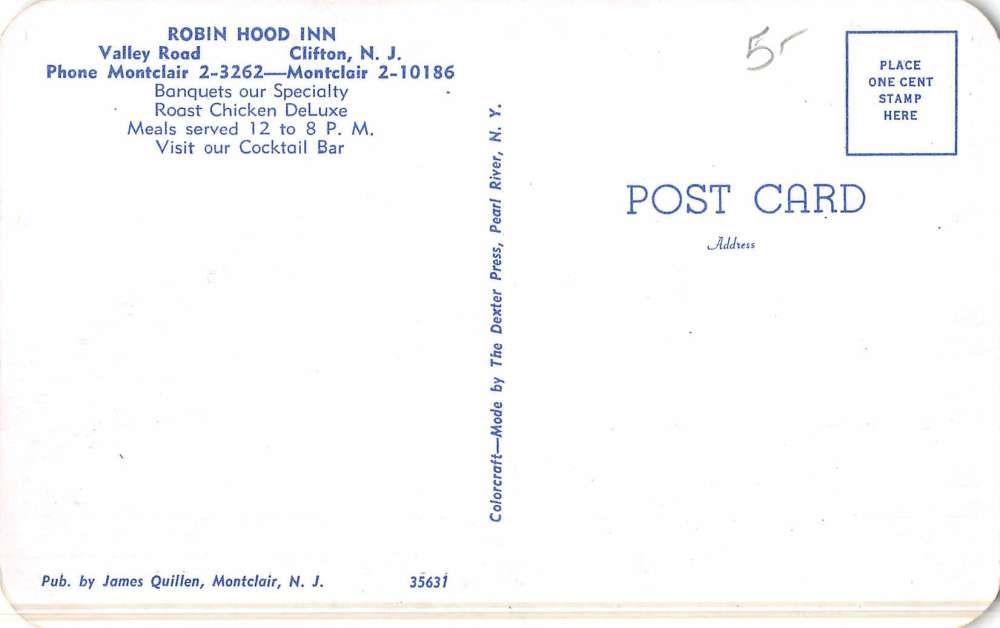 ROBIN HOOD INN
Valley Road Clifton, N. J.
Phone Montclair 2-3262—Montclair 2-10186
Banquets our Specialty
Roast Chicken DeLuxe
Meals served 12 to 8 P. M.
Visit our Cocktail Bar
Pub. by James Quillen, Montclair, N. J. 35631
Colorcraft—Made by The Dexter Press, Pearl River, N. Y.
5-
PLACE
ONE CENT
STAMP
HERE
POST CARD
Address